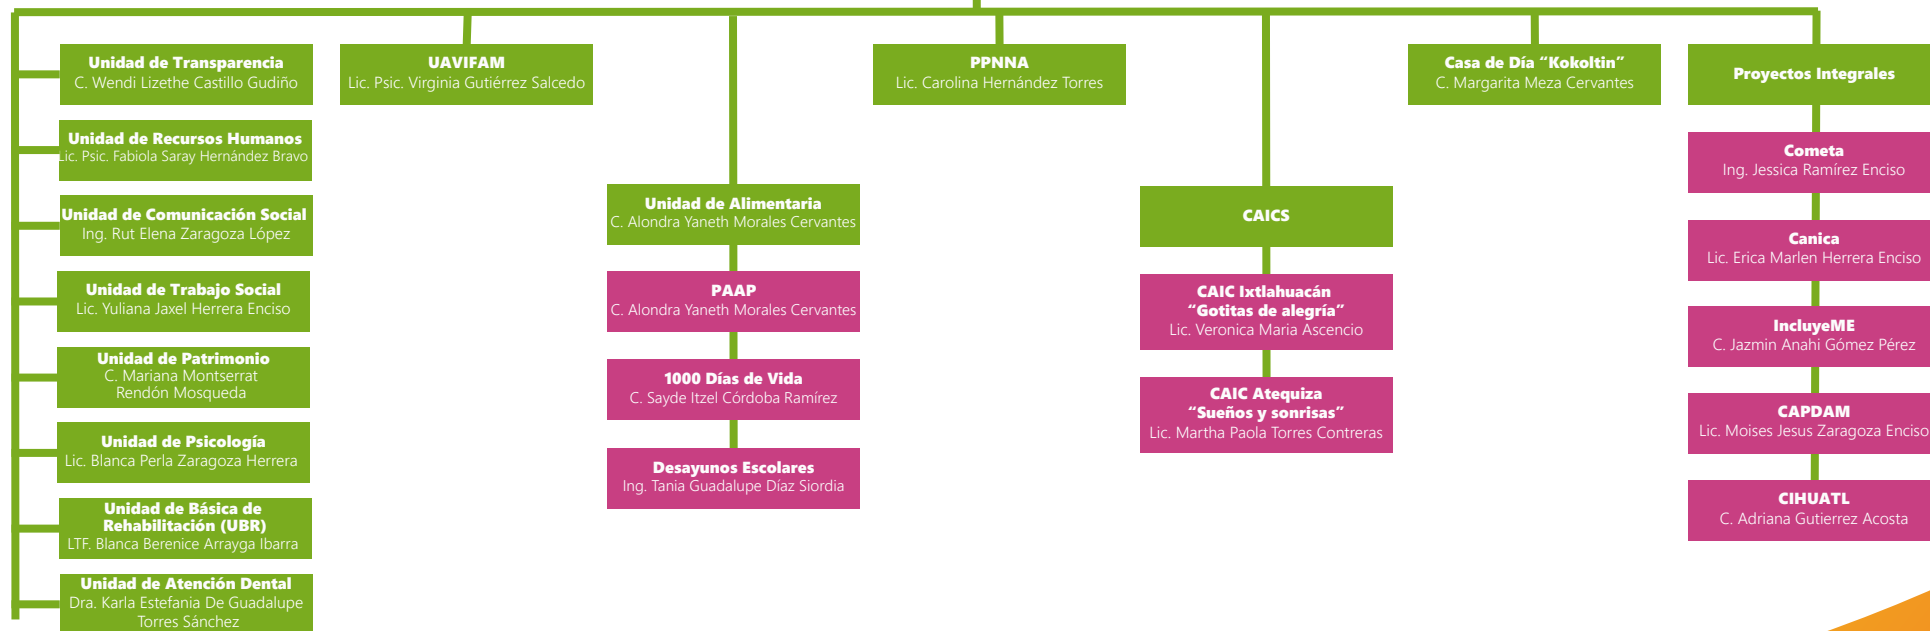 Unidad de Transparencia
C. Wendi Lizethe Castillo Gudiño
Unidad de Recursos Humanos
Lic. Psic. Fabiola Saray Hernández Bravo
Unidad de Comunicación Social
Ing. Rut Elena Zaragoza López
Unidad de Trabajo Social
Lic. Yuliana Jaxel Herrera Enciso
Unidad de Patrimonio
C. Mariana Montserrat
Rendón Mosqueda
Unidad de Psicología
Lic. Blanca Perla Zaragoza Herrera
Unidad de Básica de
Rehabilitación (UBR)
LTF. Blanca Berenice Arrayga Ibarra
Unidad de Atención Dental
Dra. Karla Estefania De Guadalupe
Torres Sánchez
UAVIFAM
Lic. Psic. Virginia Gutiérrez Salcedo
Unidad de Alimentaria
C. Alondra Yaneth Morales Cervantes
PAAP
C. Alondra Yaneth Morales Cervantes
1000 Días de Vida
C. Sayde Itzel Córdoba Ramírez
Desayunos Escolares
Ing. Tania Guadalupe Díaz Siordia
PPNNA
Lic. Carolina Hernández Torres
CAICS
CAIC Ixtlahuacán
“Gotitas de alegría”
Lic. Veronica Maria Ascencio
CAIC Atequiza
“Sueños y sonrisas”
Lic. Martha Paola Torres Contreras
Casa de Día “Kokoltin”
C. Margarita Meza Cervantes
Proyectos Integrales
Cometa
Ing. Jessica Ramírez Enciso
Canica
Lic. Erica Marlen Herrera Enciso
IncluyeME
C. Jazmin Anahi Gómez Pérez
CAPDAM
Lic. Moises Jesus Zaragoza Enciso
CIHUATL
C. Adriana Gutierrez Acosta